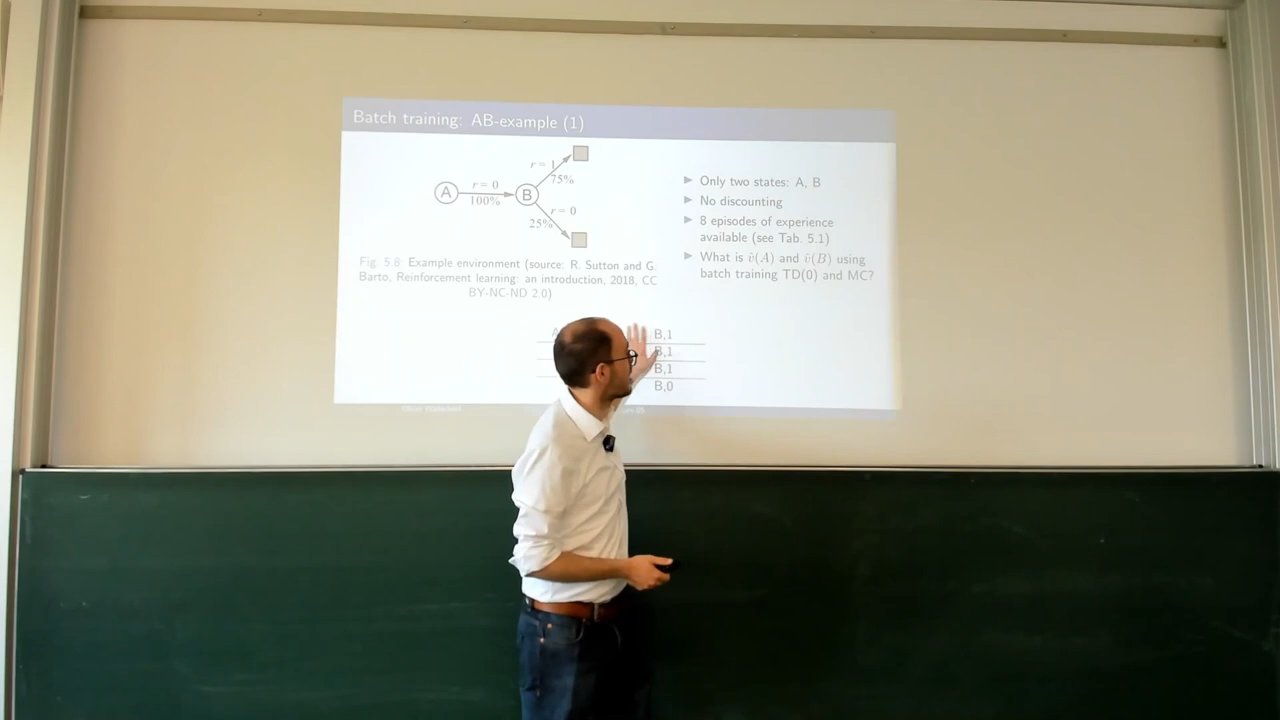 Batch training: AB-example (1)
r = 1
75%
A
r = 0
100%
B
r = 0
25%
Fig. 5.8: Example environment (source: R. Sutton and G.
Barto, Reinforcement learning: an introduction, 2018, CC
BY-NC-ND 2.0)
Only two states: A, B
No discounting
8 episodes of experience
available (see Tab. 5.1)
What is v̂(A) and v̂(B) using
batch training TD(0) and MC?
B,1
B,1
B,1
B,0